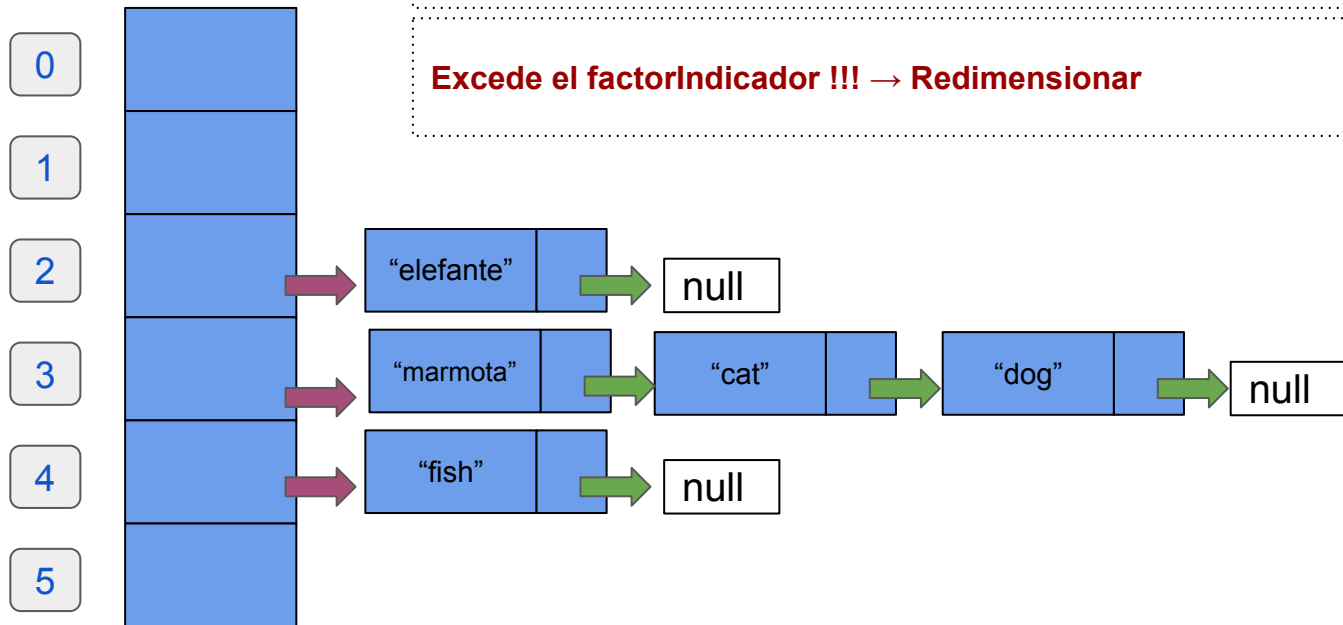 Excede el factorIndicador !!! → Redimensionar
0
1
2
“elefante”
null
3
“marmota”
“cat”
“dog”
null
4
“fish”
null
5